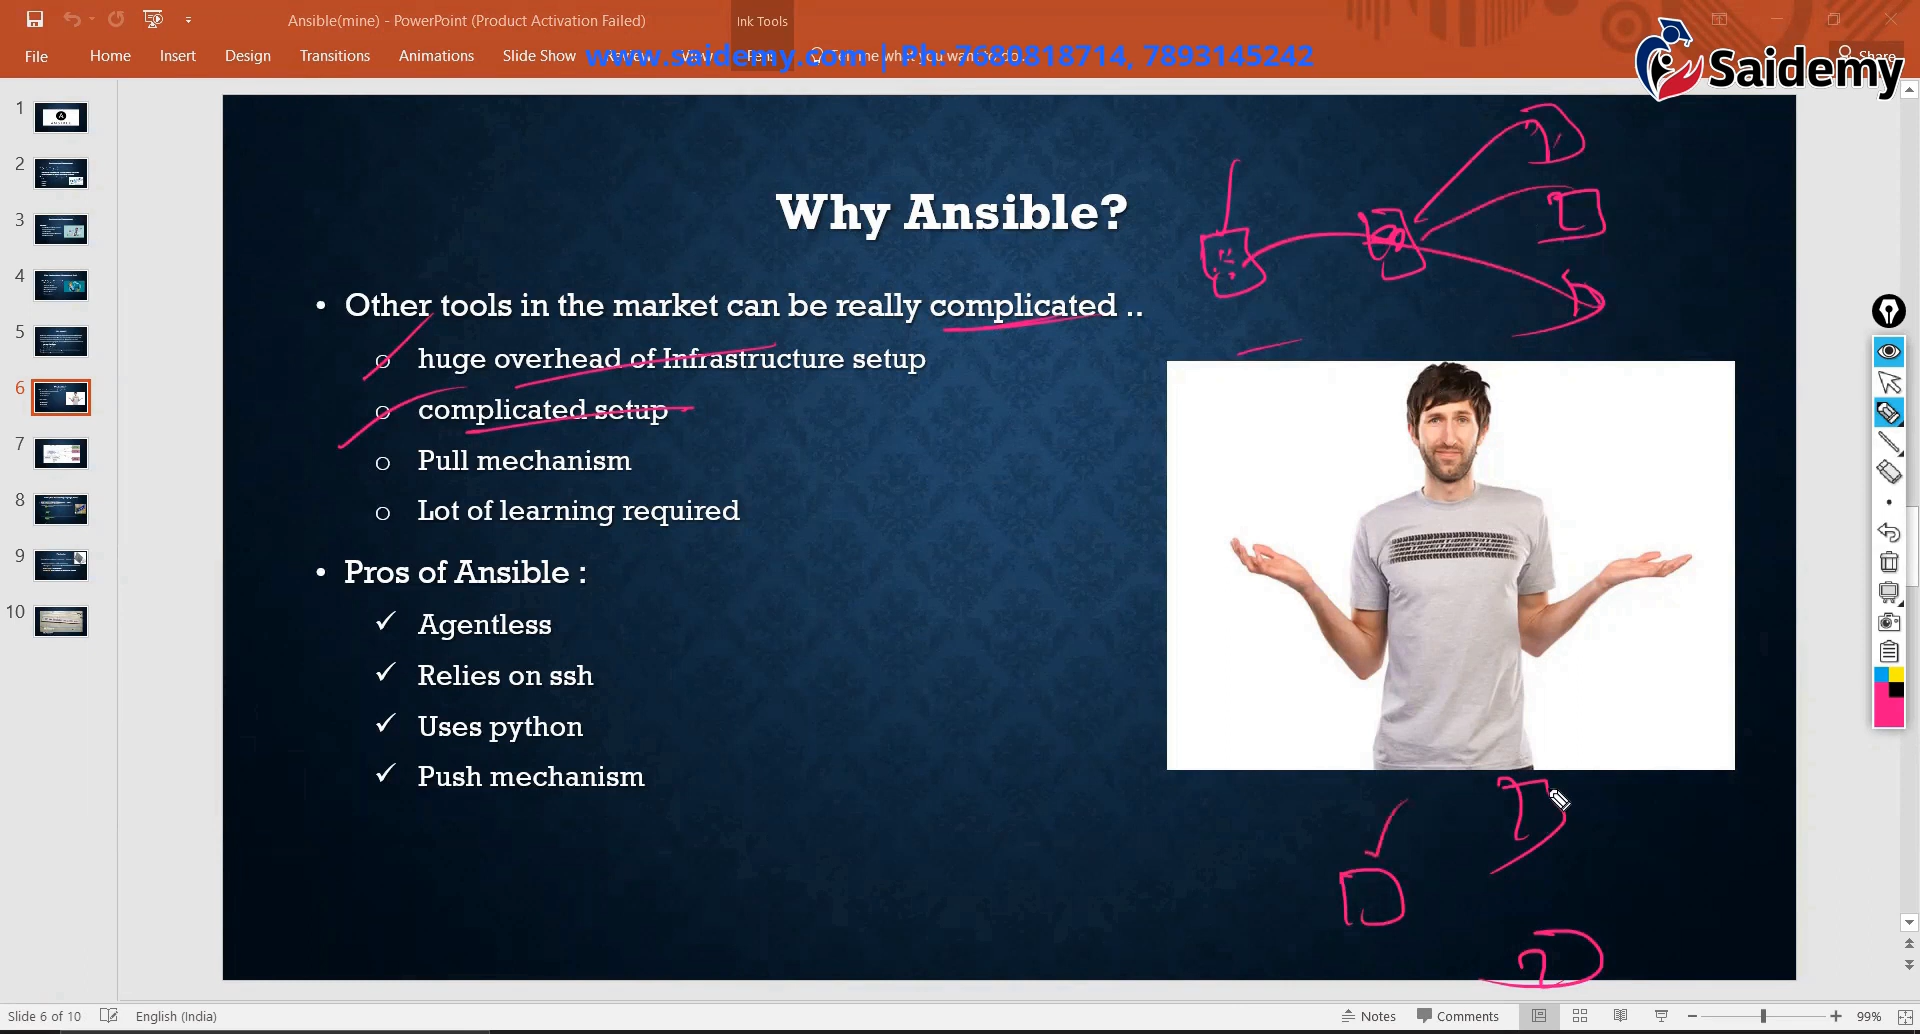 Ansible(mine) - PowerPoint (Product Activation Failed)
Ink Tools
File
Home
Insert
Design
Transitions
Animations
Slide Show
Review
View
Pens
Tell me what you want to do...
Share
www.saidemy.com | Ph: 7680818714, 7893145242
Saidemy
1
2
3
4
5
6
7
8
9
10
Why Ansible?
• Other tools in the market can be really complicated ..
o huge overhead of Infrastructure setup
o complicated setup
o Pull mechanism
o Lot of learning required
• Pros of Ansible :
✓ Agentless
✓ Relies on ssh
✓ Uses python
✓ Push mechanism
Slide 6 of 10
English (India)
Notes
Comments
99%